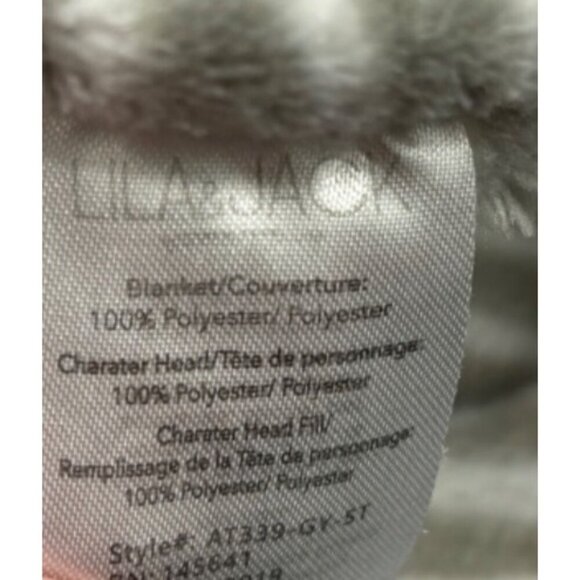 LILA & JACK
Blanket/Couverture:
100% Polyester/ Polyester
Charater Head/Tête de personnage:
100% Polyester/ Polyester
Charater Head Fill/
Remplissage de la Tête de personnage:
100% Polyester/ Polyester
Style#: AT339-GY-ST
145641